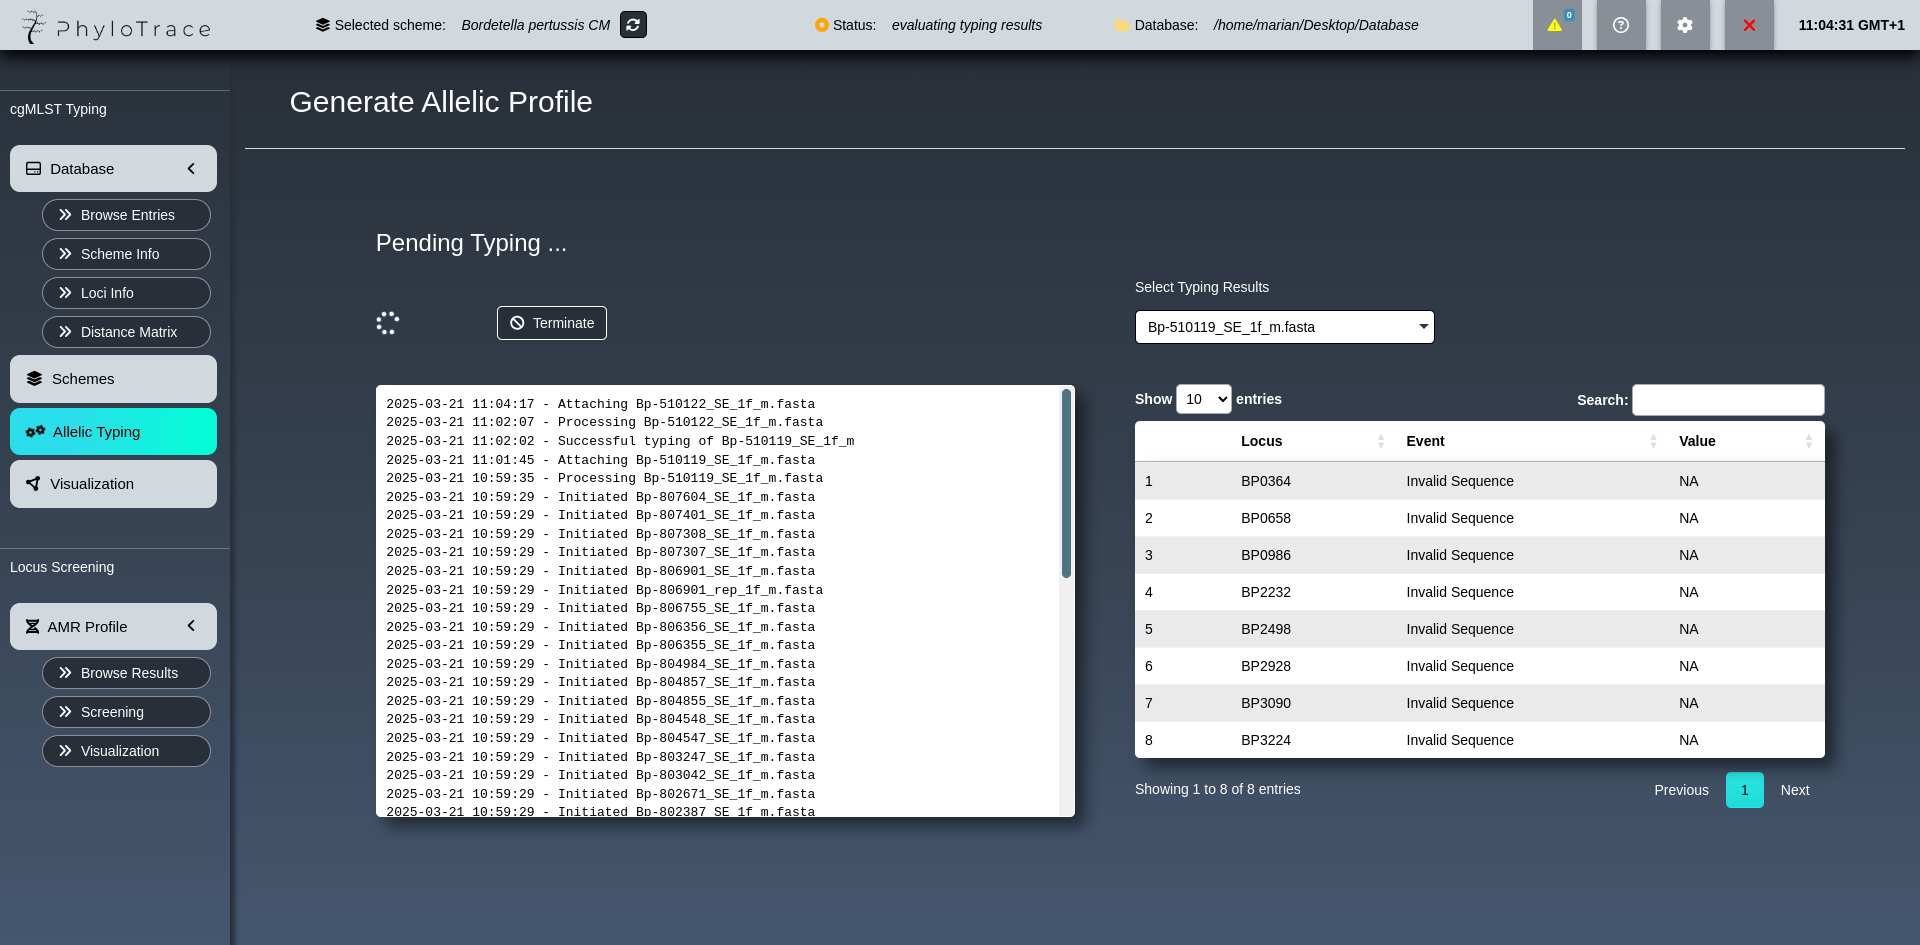 PhyloTrace
Selected scheme: Bordetella pertussis CM
Status: evaluating typing results
Database: /home/marian/Desktop/Database
0
11:04:31 GMT+1
cgMLST Typing
Database
Browse Entries
Scheme Info
Loci Info
Distance Matrix
Schemes
Allelic Typing
Visualization
Locus Screening
AMR Profile
Browse Results
Screening
Visualization
Generate Allelic Profile
Pending Typing ...
Terminate
2025-03-21 11:04:17 - Attaching Bp-510122_SE_1f_m.fasta
2025-03-21 11:02:07 - Processing Bp-510122_SE_1f_m.fasta
2025-03-21 11:02:02 - Successful typing of Bp-510119_SE_1f_m
2025-03-21 11:01:45 - Attaching Bp-510119_SE_1f_m.fasta
2025-03-21 10:59:35 - Processing Bp-510119_SE_1f_m.fasta
2025-03-21 10:59:29 - Initiated Bp-807604_SE_1f_m.fasta
2025-03-21 10:59:29 - Initiated Bp-807401_SE_1f_m.fasta
2025-03-21 10:59:29 - Initiated Bp-807308_SE_1f_m.fasta
2025-03-21 10:59:29 - Initiated Bp-807307_SE_1f_m.fasta
2025-03-21 10:59:29 - Initiated Bp-806901_SE_1f_m.fasta
2025-03-21 10:59:29 - Initiated Bp-806901_rep_1f_m.fasta
2025-03-21 10:59:29 - Initiated Bp-806755_SE_1f_m.fasta
2025-03-21 10:59:29 - Initiated Bp-806356_SE_1f_m.fasta
2025-03-21 10:59:29 - Initiated Bp-806355_SE_1f_m.fasta
2025-03-21 10:59:29 - Initiated Bp-804984_SE_1f_m.fasta
2025-03-21 10:59:29 - Initiated Bp-804857_SE_1f_m.fasta
2025-03-21 10:59:29 - Initiated Bp-804855_SE_1f_m.fasta
2025-03-21 10:59:29 - Initiated Bp-804548_SE_1f_m.fasta
2025-03-21 10:59:29 - Initiated Bp-804547_SE_1f_m.fasta
2025-03-21 10:59:29 - Initiated Bp-803247_SE_1f_m.fasta
2025-03-21 10:59:29 - Initiated Bp-803042_SE_1f_m.fasta
2025-03-21 10:59:29 - Initiated Bp-802671_SE_1f_m.fasta
2025-03-21 10:59:29 - Initiated Bp-802387_SE_1f_m.fasta
Select Typing Results
Bp-510119_SE_1f_m.fasta
Show 10 entries
Search:
Locus Event Value
1 BP0364 Invalid Sequence NA
2 BP0658 Invalid Sequence NA
3 BP0986 Invalid Sequence NA
4 BP2232 Invalid Sequence NA
5 BP2498 Invalid Sequence NA
6 BP2928 Invalid Sequence NA
7 BP3090 Invalid Sequence NA
8 BP3224 Invalid Sequence NA
Showing 1 to 8 of 8 entries
Previous 1 Next